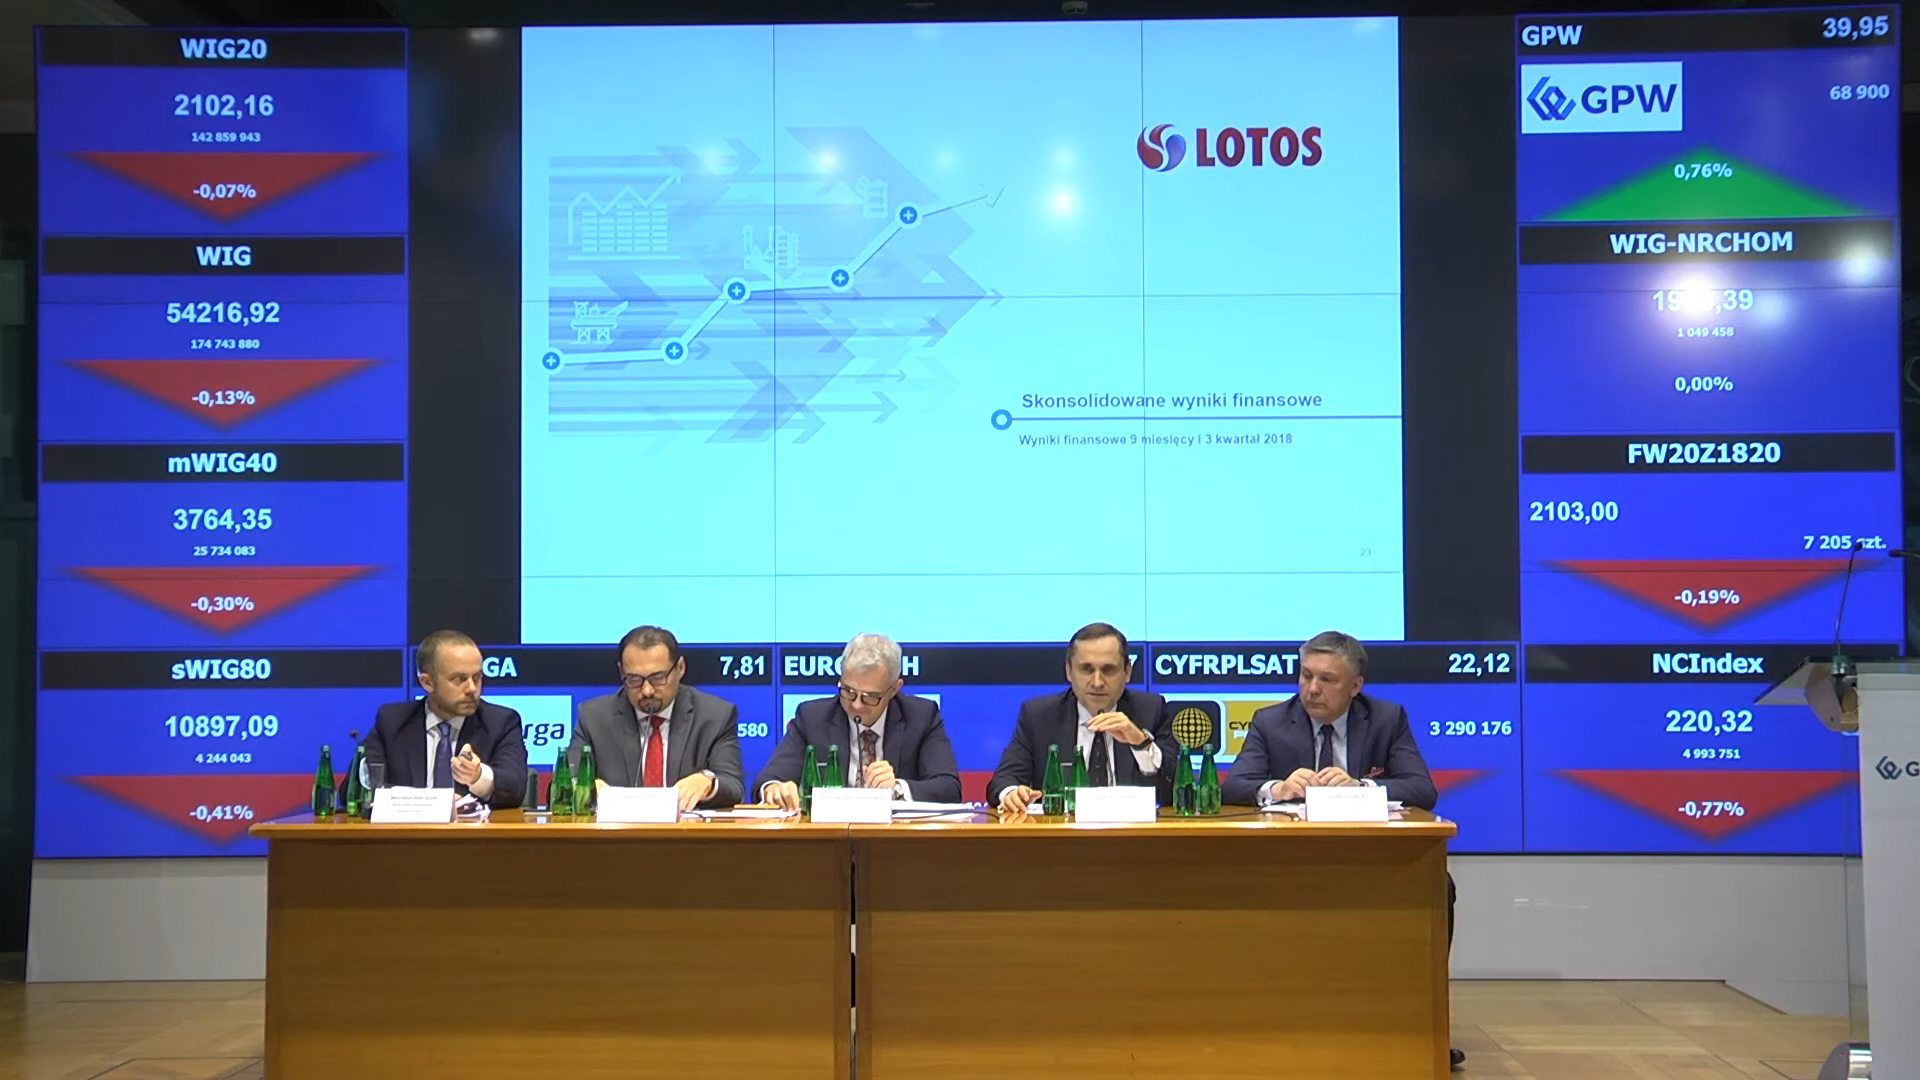 WIG20
2102,16
142 859 943
-0,07%
WIG
54216,92
174 743 880
-0,13%
mWIG40
3764,35
25 734 083
-0,30%
sWIG80
10897,09
4 244 043
-0,41%
LOTOS
Skonsolidowane wyniki finansowe
Wyniki finansowe 9 miesięcy i 3 kwartał 2018
23
7,81
580
CYFRPLSAT
22,12
3 290 176
GPW
39,95
GPW
68 900
0,76%
WIG-NRCHOM
1 049 458
0,00%
FW20Z1820
2103,00
7 205 szt.
-0,19%
NCIndex
220,32
4 993 751
-0,77%